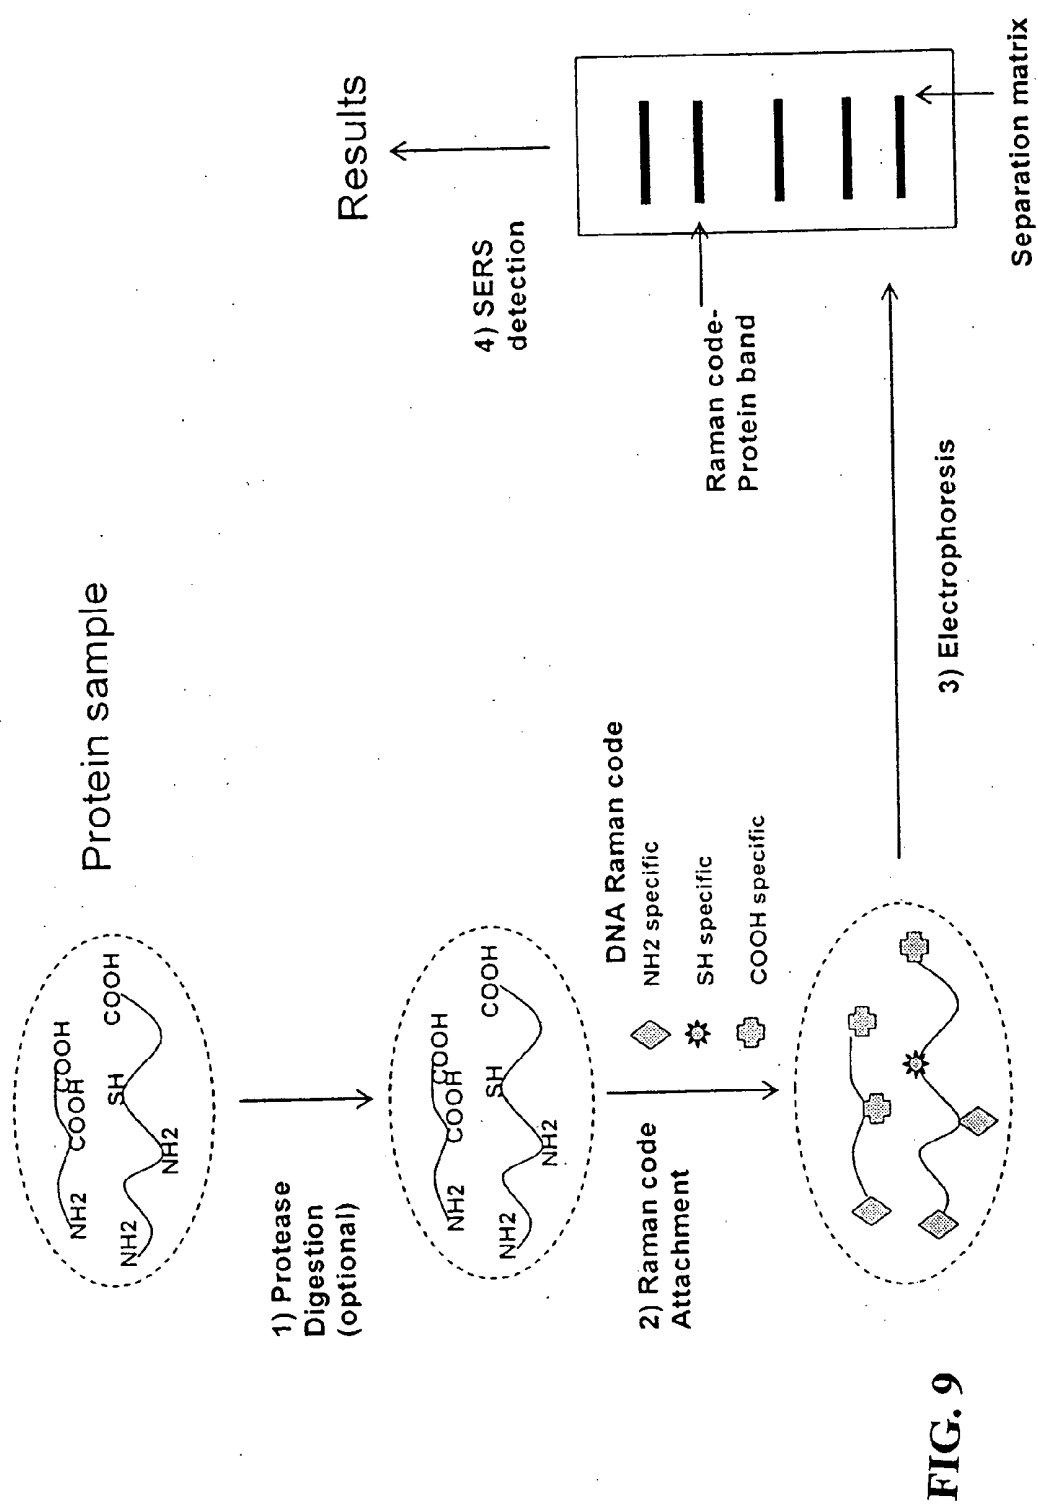 Protein sample
NH2
COOH
COOH
NH2
NH2
SH
COOH
1) Protease
Digestion
(optional)
NH2
COOH
COOH
NH2
NH2
SH
COOH
2) Raman code
Attachment
DNA Raman code
NH2 specific
SH specific
COOH specific
3) Electrophoresis
Raman code-
Protein band
Separation matrix
4) SERS
detection
Results
FIG. 9